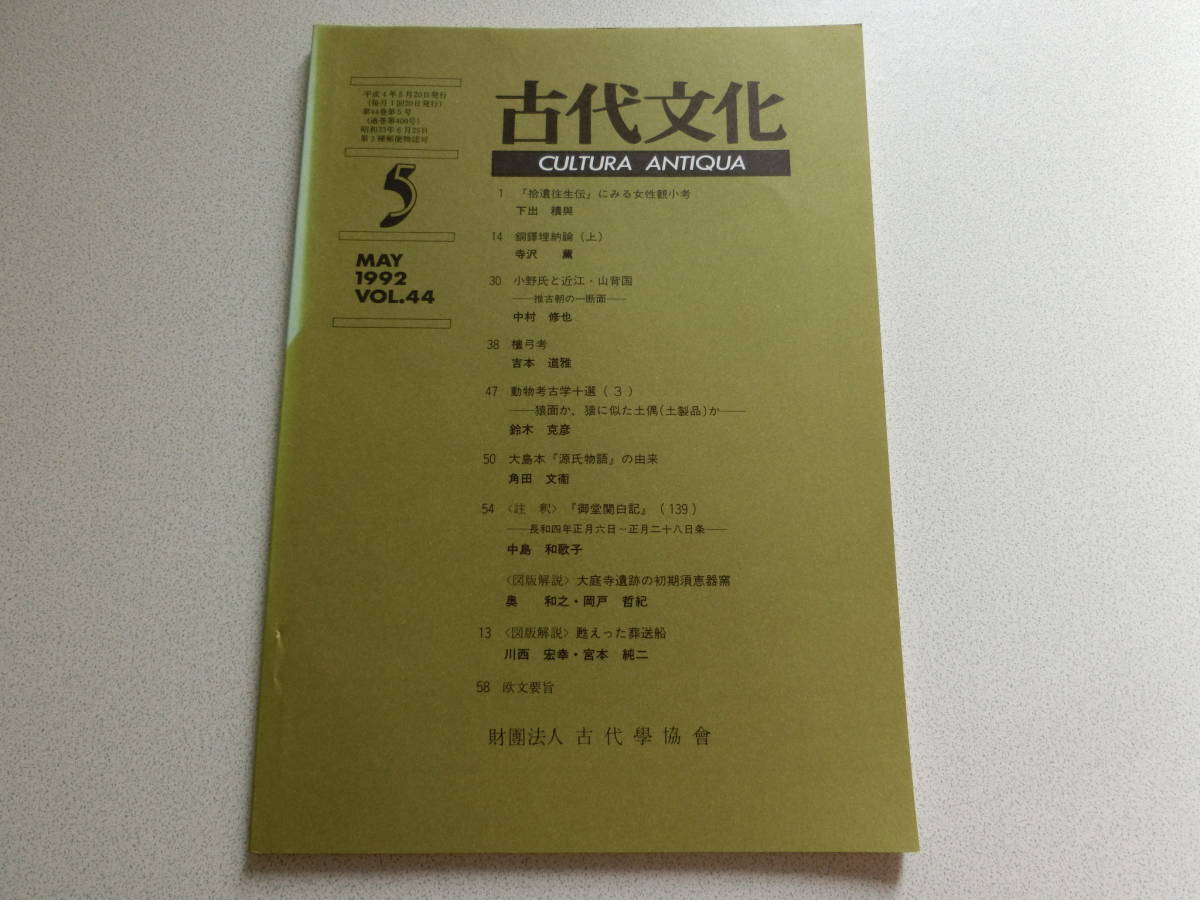 平成4年5月20日発行
(毎月1回20日発行)
第44巻第5号
(通巻第400号)
昭和33年6月25日
第3種郵便物認可
5
MAY
1992
VOL.44
古代文化
CULTURA ANTIQUA
1 『拾遺往生伝』にみる女性観小考
下出 積與
14 銅鐸埋納論(上)
寺沢 薫
30 小野氏と近江・山背国
――推古朝の一断面――
中村 修也
38 檀弓考
吉本 道雅
47 動物考古学十選(3)
――猿面か,猿に似た土偶(土製品)か――
鈴木 克彦
50 大島本『源氏物語』の由来
角田 文衞
54 〈註 釈〉『御堂関白記』(139)
――長和四年正月六日~正月二十八日条――
中島 和歌子
〈図版解説〉大庭寺遺跡の初期須恵器窯
奥 和之・岡戸 哲紀
13 〈図版解説〉甦えった葬送船
川西 宏幸・宮本 純二
58 欧文要旨
財團法人 古代學協會